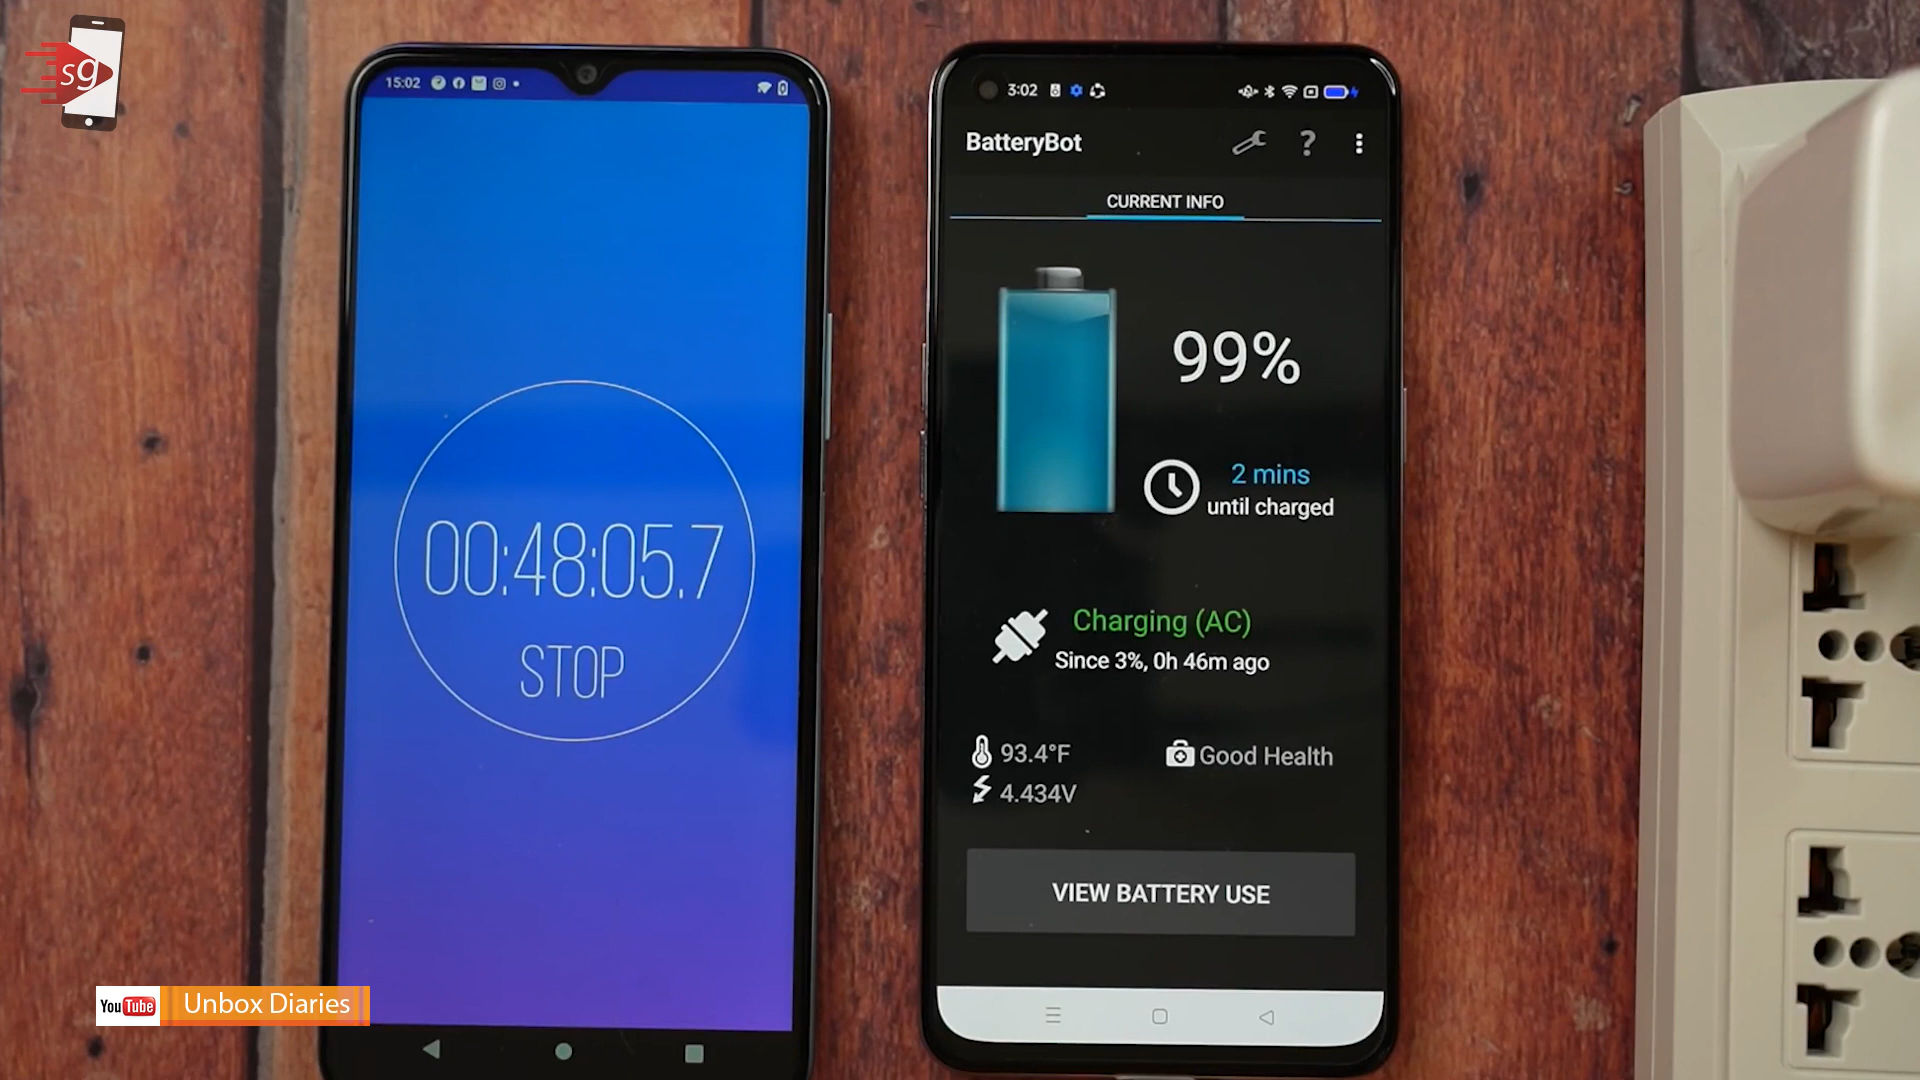 sg
15:02
00:48:05.7
STOP
3:02
BatteryBot
?
CURRENT INFO
99%
2 mins
until charged
Charging (AC)
Since 3%, 0h 46m ago
93.4°F
Good Health
4.434V
VIEW BATTERY USE
YouTube
Unbox Diaries